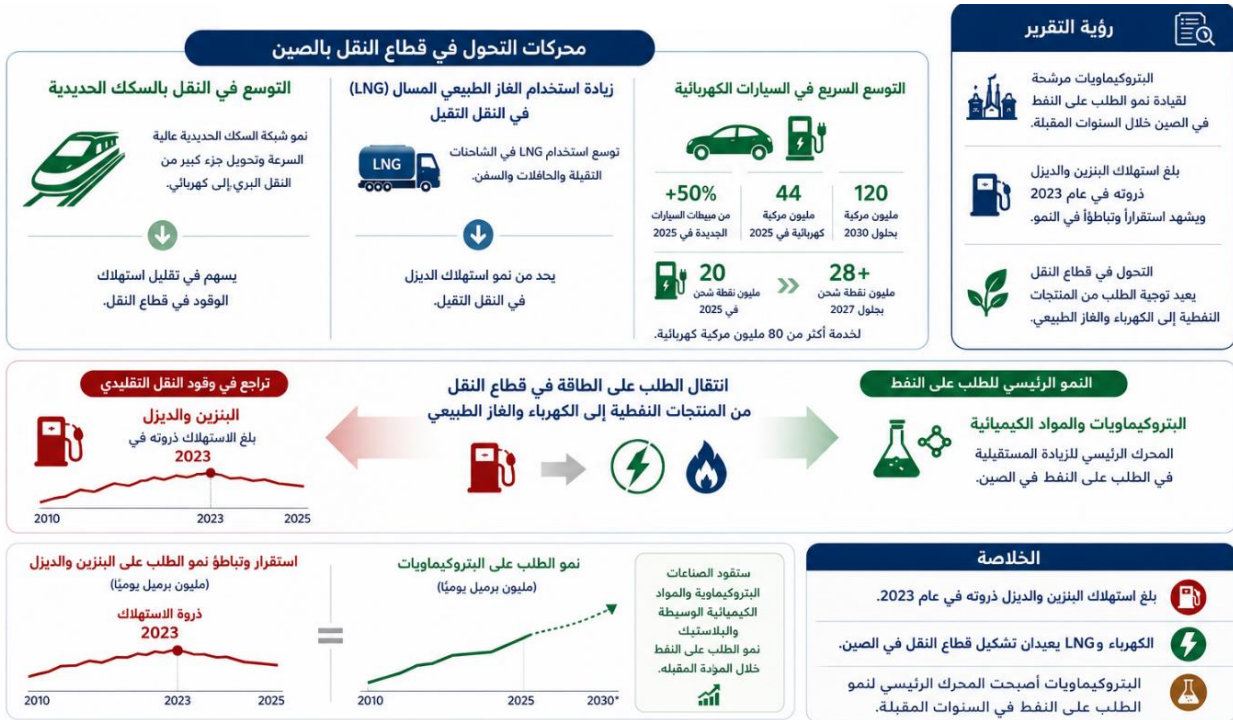 رؤية التقرير
البتروكيماويات مرشحة
لقيادة نمو الطلب على النفط
في الصين خلال السنوات المقبلة.
بلغ استهلاك البنزين والديزل
ذروته في عام 2023
ويشهد استقراراً وتباطؤاً في النمو.
التحول في قطاع النقل
يعيد توجية الطلب من المنتجات
النفطية إلى الكهرباء والغاز الطبيعي.
محركات التحول في قطاع النقل بالصين
التوسع السريع في السيارات الكهربائية
120
مليون مركبة
بحلول 2030
44
مليون مركبة
كهربائية في 2025
+50%
من مبيطات السيارات
الجديدة في 2025
28+
مليون نقطة شحن
بجلول 2027
20
مليون نقطة شحن
في 2025
لخدمة أكثر من 80 مليون مركبة كهربائية.
زيادة استخدام الغاز الطبيعي المسال (LNG)
في النقل الثقيل
LNG
توسع استخدام LNG في الشاحنات
الثقيلة والحافلات والسفن.
يحد من نمو استهلاك الديزل
في النقل الثقيل.
التوسع في النقل بالسكك الحديدية
نمو شبكة السكك الحديدية عالية
السرعة وتحويل جزء كبير من
النقل البري إلى كهربائي.
يسهم في تقليل استهلاك
الوقود في قطاع النقل.
النمو الرئيسي للطلب على النفط
البتروكيماويات والمواد الكيميائية
المحرك الرئيسي للزيادة المستقيلية
في الطلب على النفط في الصين.
انتقال الطلب على الطاقة في قطاع النقل
من المنتجات النفطية إلى الكهرباء والغاز الطبيعي
تراجع في وقود النقل التقليدي
البنزين والديزل
بلغ الاستهلاك ذروته في
2023
2010 2023 2025
الخلاصة
بلغ استهلاك البنزين والديزل ذروته في عام 2023.
الكهرباء وLNG يعيدان تشكيل قطاع النقل في الصين.
البتروكيماويات أصبحت المحرك الرئيسي لنمو
الطلب على النفط في السنوات المقبلة.
ستقود الصناعات
البتروكيماوية والمواد
الكيميائية الوسيطة
والبلاستيك
نمو الطلب على النفط
خلال المقبله.
نمو الطلب على البتروكيماويات
(مليون برميل يوميًا)
2010 2025 2030*
=
استقرار وتباطؤ نمو الطلب على البنزين والديزل
(مليون برميل يوميًا)
ذروة الاستهلاك
2023
2010 2023 2025